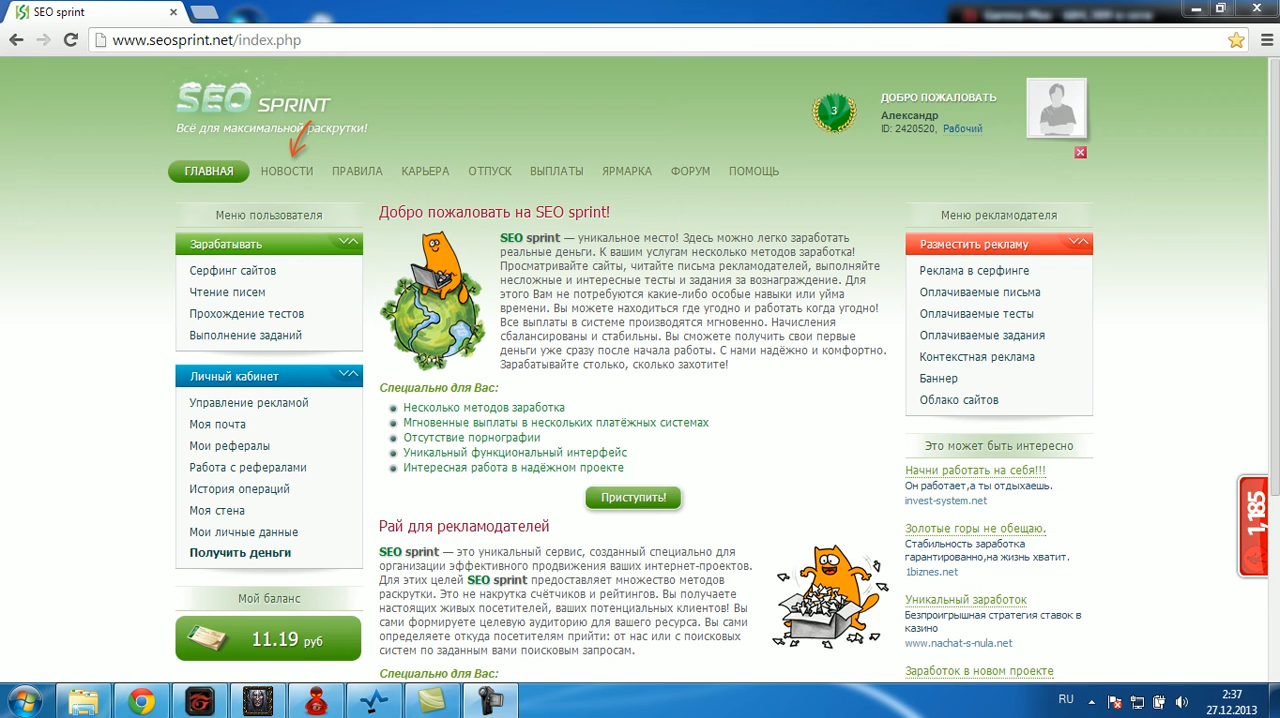 SEO sprint
www.seosprint.net/index.php
SEO SPRINT
Всё для максимальной раскрутки!
3
ДОБРО ПОЖАЛОВАТЬ
Александр
ID: 2420520, Рабочий
ГЛАВНАЯ НОВОСТИ ПРАВИЛА КАРЬЕРА ОТПУСК ВЫПЛАТЫ ЯРМАРКА ФОРУМ ПОМОЩЬ
Меню пользователя
Зарабатывать
Серфинг сайтов
Чтение писем
Прохождение тестов
Выполнение заданий
Личный кабинет
Управление рекламой
Моя почта
Мои рефералы
Работа с рефералами
История операций
Моя стена
Мои личные данные
Получить деньги
Мой баланс
11.19 руб
Добро пожаловать на SEO sprint!
SEO sprint — уникальное место! Здесь можно легко заработать
реальные деньги. К вашим услугам несколько методов заработка!
Просматривайте сайты, читайте письма рекламодателей, выполняйте
несложные и интересные тесты и задания за вознаграждение. Для
этого Вам не потребуются какие-либо особые навыки или уйма
времени. Вы можете находиться где угодно и работать когда угодно!
Все выплаты в системе производятся мгновенно. Начисления
сбалансированы и стабильны. Вы сможете получить свои первые
деньги уже сразу после начала работы. С нами надёжно и комфортно.
Зарабатывайте столько, сколько захотите!
Специально для Вас:
Несколько методов заработка
Мгновенные выплаты в нескольких платёжных системах
Отсутствие порнографии
Уникальный функциональный интерфейс
Интересная работа в надёжном проекте
Приступить!
Рай для рекламодателей
SEO sprint — это уникальный сервис, созданный специально для
организации эффективного продвижения ваших интернет-проектов.
Для этих целей SEO sprint предоставляет множество методов
раскрутки. Это не накрутка счётчиков и рейтингов. Вы получаете
настоящих живых посетителей, ваших потенциальных клиентов! Вы
сами формируете целевую аудиторию для вашего ресурса. Вы сами
определяете откуда посетителям прийти: от нас или с поисковых
систем по заданным вами поисковым запросам.
Специально для Вас:
Меню рекламодателя
Разместить рекламу
Реклама в серфинге
Оплачиваемые письма
Оплачиваемые тесты
Оплачиваемые задания
Контекстная реклама
Баннер
Облако сайтов
Это может быть интересно
Начни работать на себя!!!
Он работает,а ты отдыхаешь.
invest-system.net
Золотые горы не обещаю.
Стабильность заработка
гарантированно,на жизнь хватит.
1biznes.net
Уникальный заработок
Безпроигрышная стратегия ставок в
казино
www.nachat-s-nula.net
Заработок в новом проекте
1,185
RU
2:37
27.12.2013